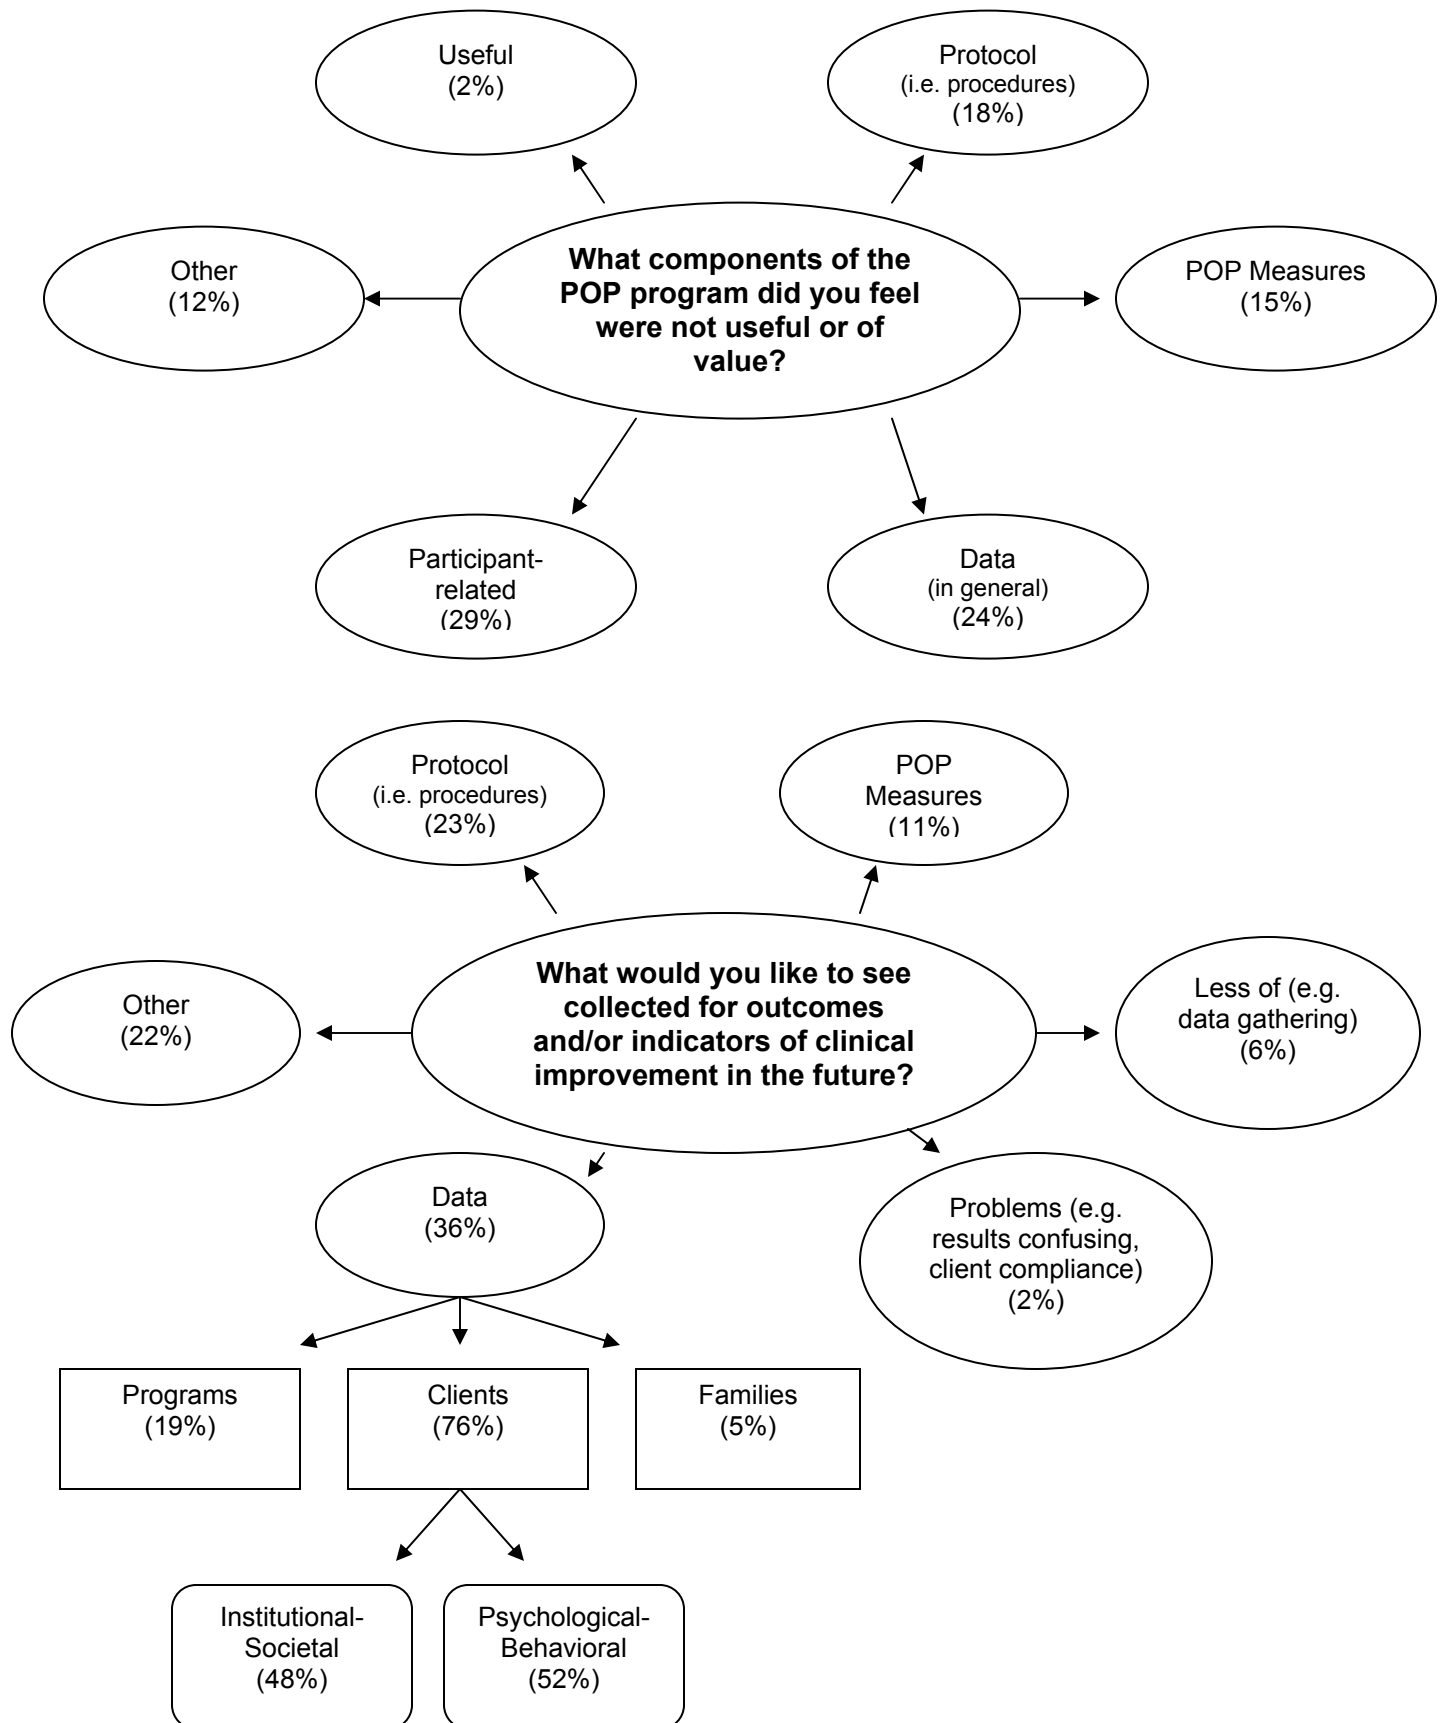 Useful
(2%)
Protocol
(i.e. procedures)
(18%)
Other
(12%)
What components of the
POP program did you feel
were not useful or of
value?
POP Measures
(15%)
Participant-
related
(29%)
Data
(in general)
(24%)
Protocol
(i.e. procedures)
(23%)
POP
Measures
(11%)
Other
(22%)
What would you like to see
collected for outcomes
and/or indicators of clinical
improvement in the future?
Less of (e.g.
data gathering)
(6%)
Data
(36%)
Problems (e.g.
results confusing,
client compliance)
(2%)
Programs
(19%)
Clients
(76%)
Families
(5%)
Institutional-
Societal
(48%)
Psychological-
Behavioral
(52%)